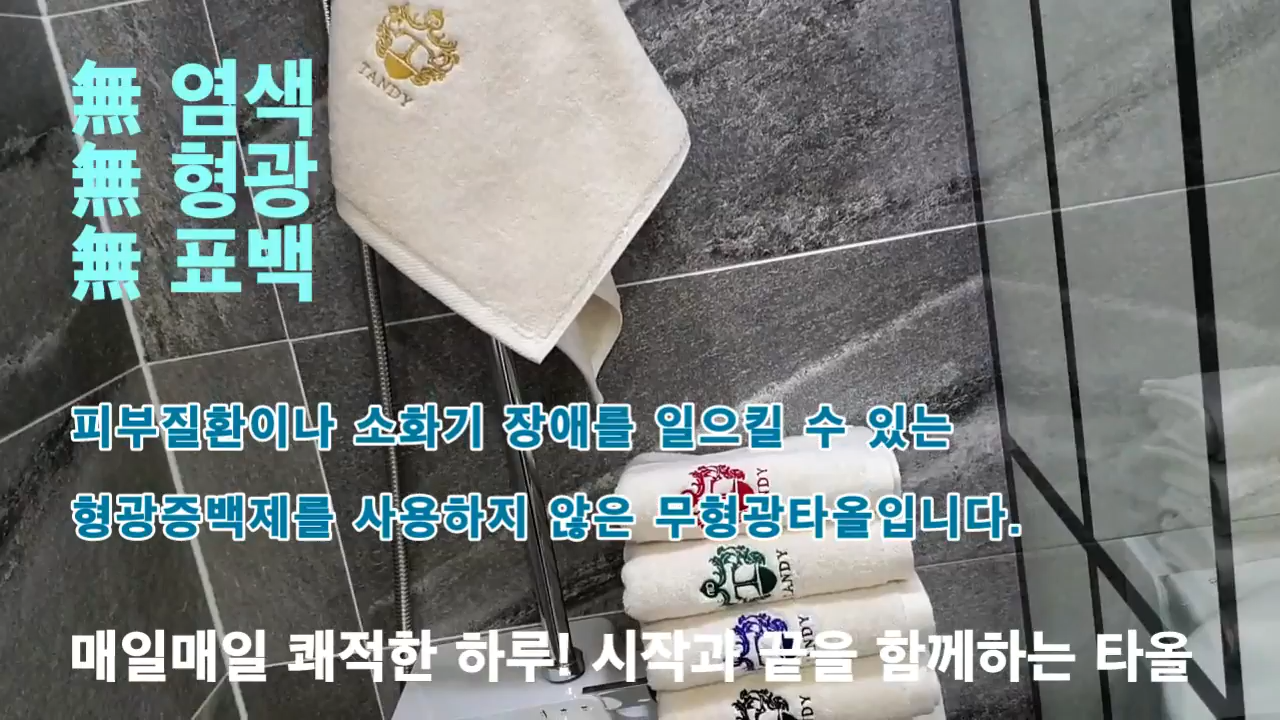 TANDY
無 염색
無 형광
無 표백
피부질환이나 소화기 장애를 일으킬 수 있는
형광증백제를 사용하지 않은 무형광타올입니다.
매일매일 쾌적한 하루! 시작과 끝을 함께하는 타올